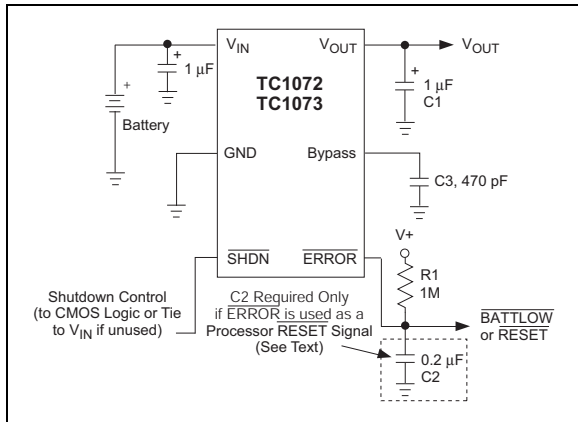 V_IN
V_OUT
V_OUT
+
1 µF
TC1072
TC1073
+
1 µF
C1
+
Battery
GND
Bypass
C3, 470 pF
V+
SHDN
ERROR
R1
1M
Shutdown Control
(to CMOS Logic or Tie
to V_IN if unused)
C2 Required Only
if ERROR is used as a
Processor RESET Signal
(See Text)
BATTLOW
or RESET
0.2 µF
C2